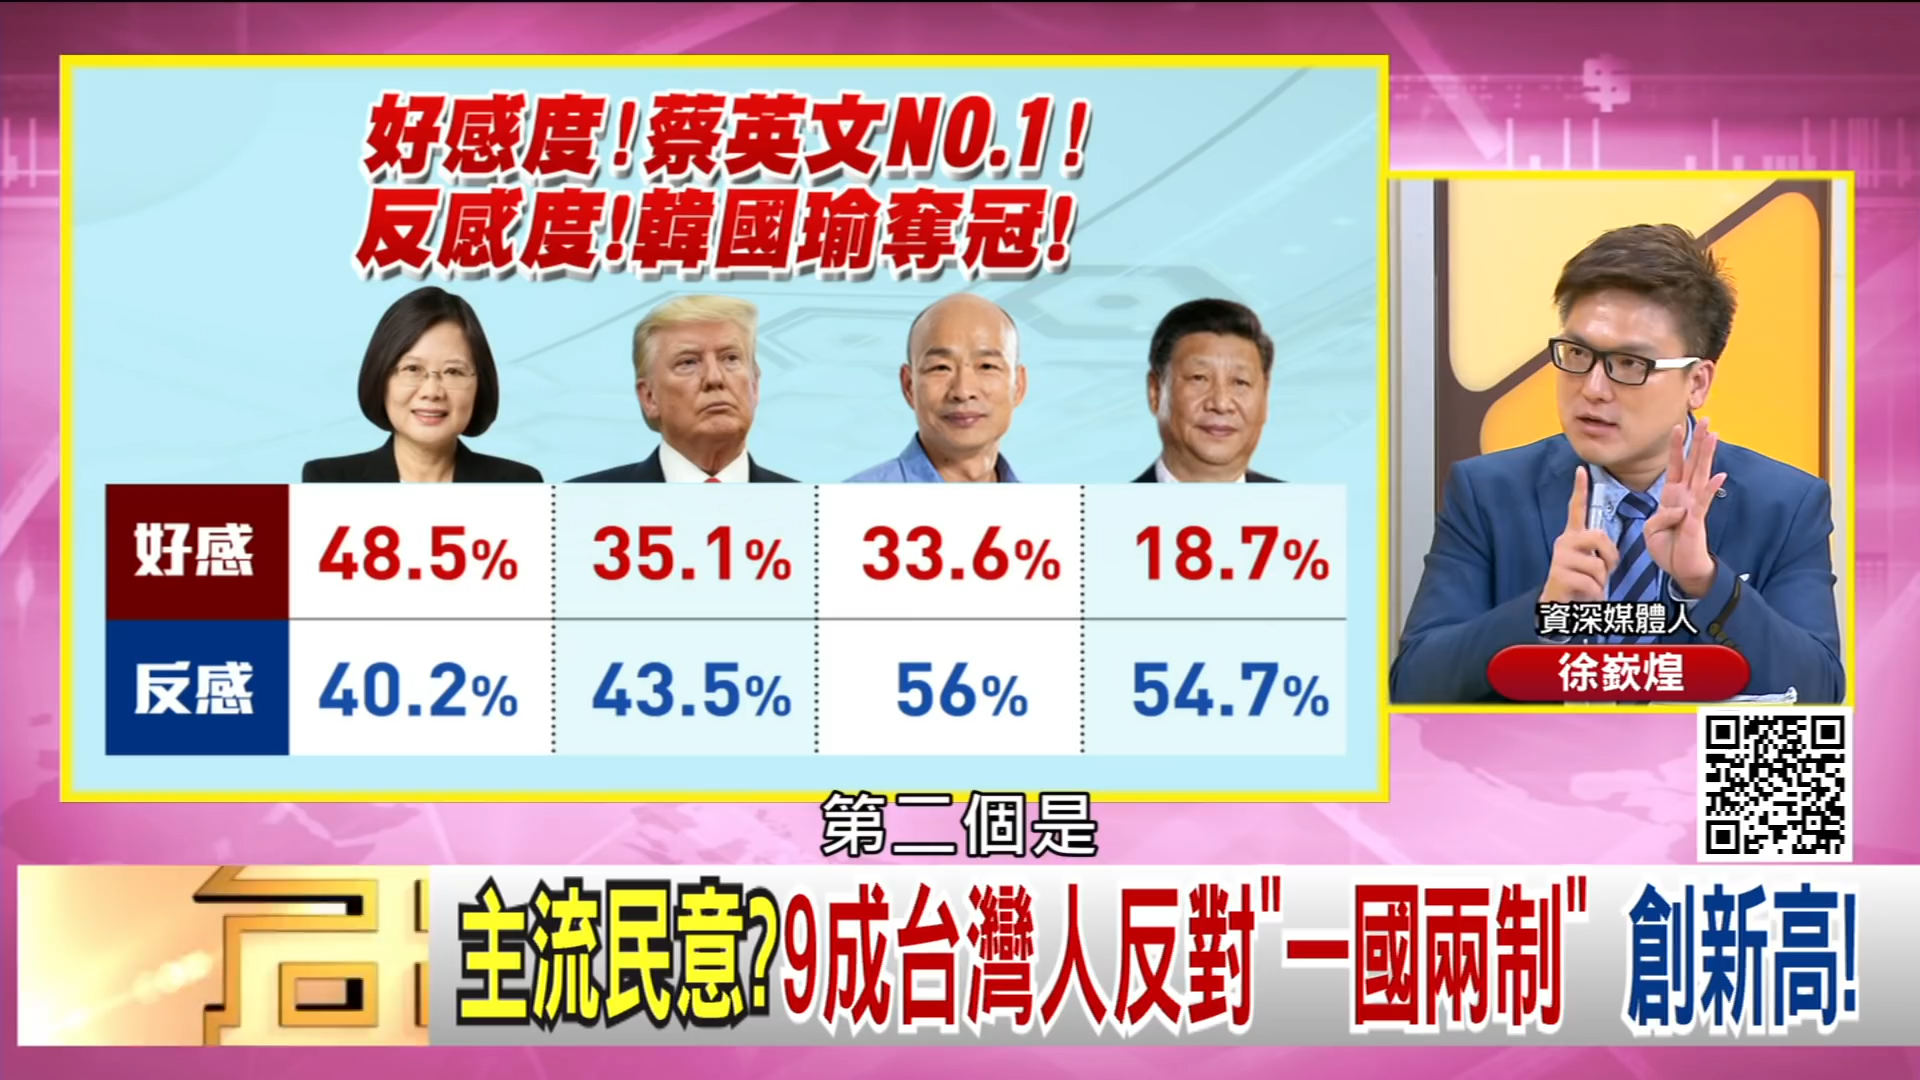 好感度!蔡英文NO.1!
反感度!韓國瑜奪冠!
好感 48.5% 35.1% 33.6% 18.7%
反感 40.2% 43.5% 56% 54.7%
資深媒體人
徐嶔煌
第二個是
主流民意?9成台灣人反對"一國兩制" 創新高!